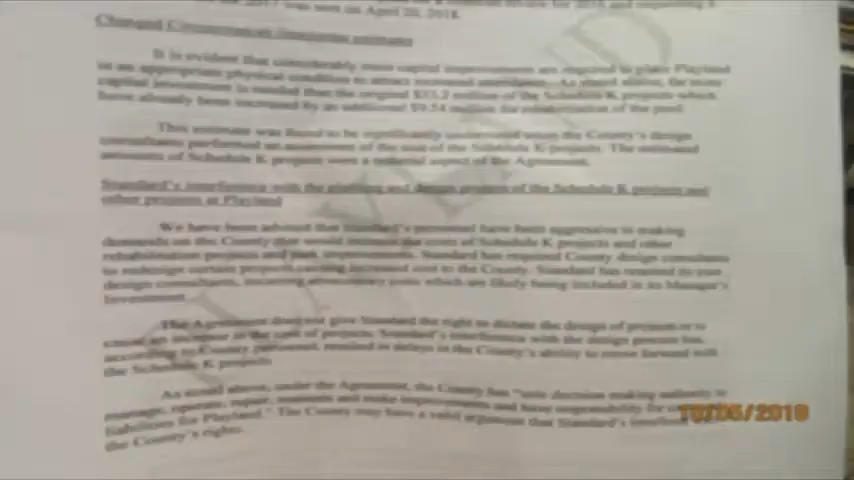 was sent on April 20, 2018.
Changed Circumstances
It is evident that considerably more capital improvements are required to place Playland
in an appropriate physical condition to attract increased attendance. As stated above, far more
capital investment is needed than the original $ million of the Schedule K projects which
have already been increased by an additional $9.54 million for rehabilitation of the pool.
This estimate was found to be significantly understated when the County's design
consultants performed an assessment of the cost of the Schedule K projects. The estimated
amounts of Schedule K projects were a material aspect of the Agreement.
Standard's interference with the planning and design process of the Schedule K projects and
other projects at Playland
We have been advised that Standard's personnel have been aggressive in making
demands on the County that would increase the costs of Schedule K projects and other
rehabilitation projects and park improvements. Standard has required County design consultants
to redesign certain projects causing increased cost to the County. Standard has retained its own
design consultants, incurring unnecessary costs which are likely being included in its Manager's
Investment.
The Agreement does not give Standard the right to dictate the design of projects or to
cause an increase in the cost of projects. Standard's interference with the design process has,
according to County personnel, resulted in delays in the County's ability to move forward with
the Schedule K projects.
As stated above, under the Agreement, the County has "sole decision making authority to
manage, operate, repair, maintain and make improvements and have responsibility for
liabilities for Playland." The County may have a valid argument that Standard's interference
the County's rights.
PLAYLAND
2018